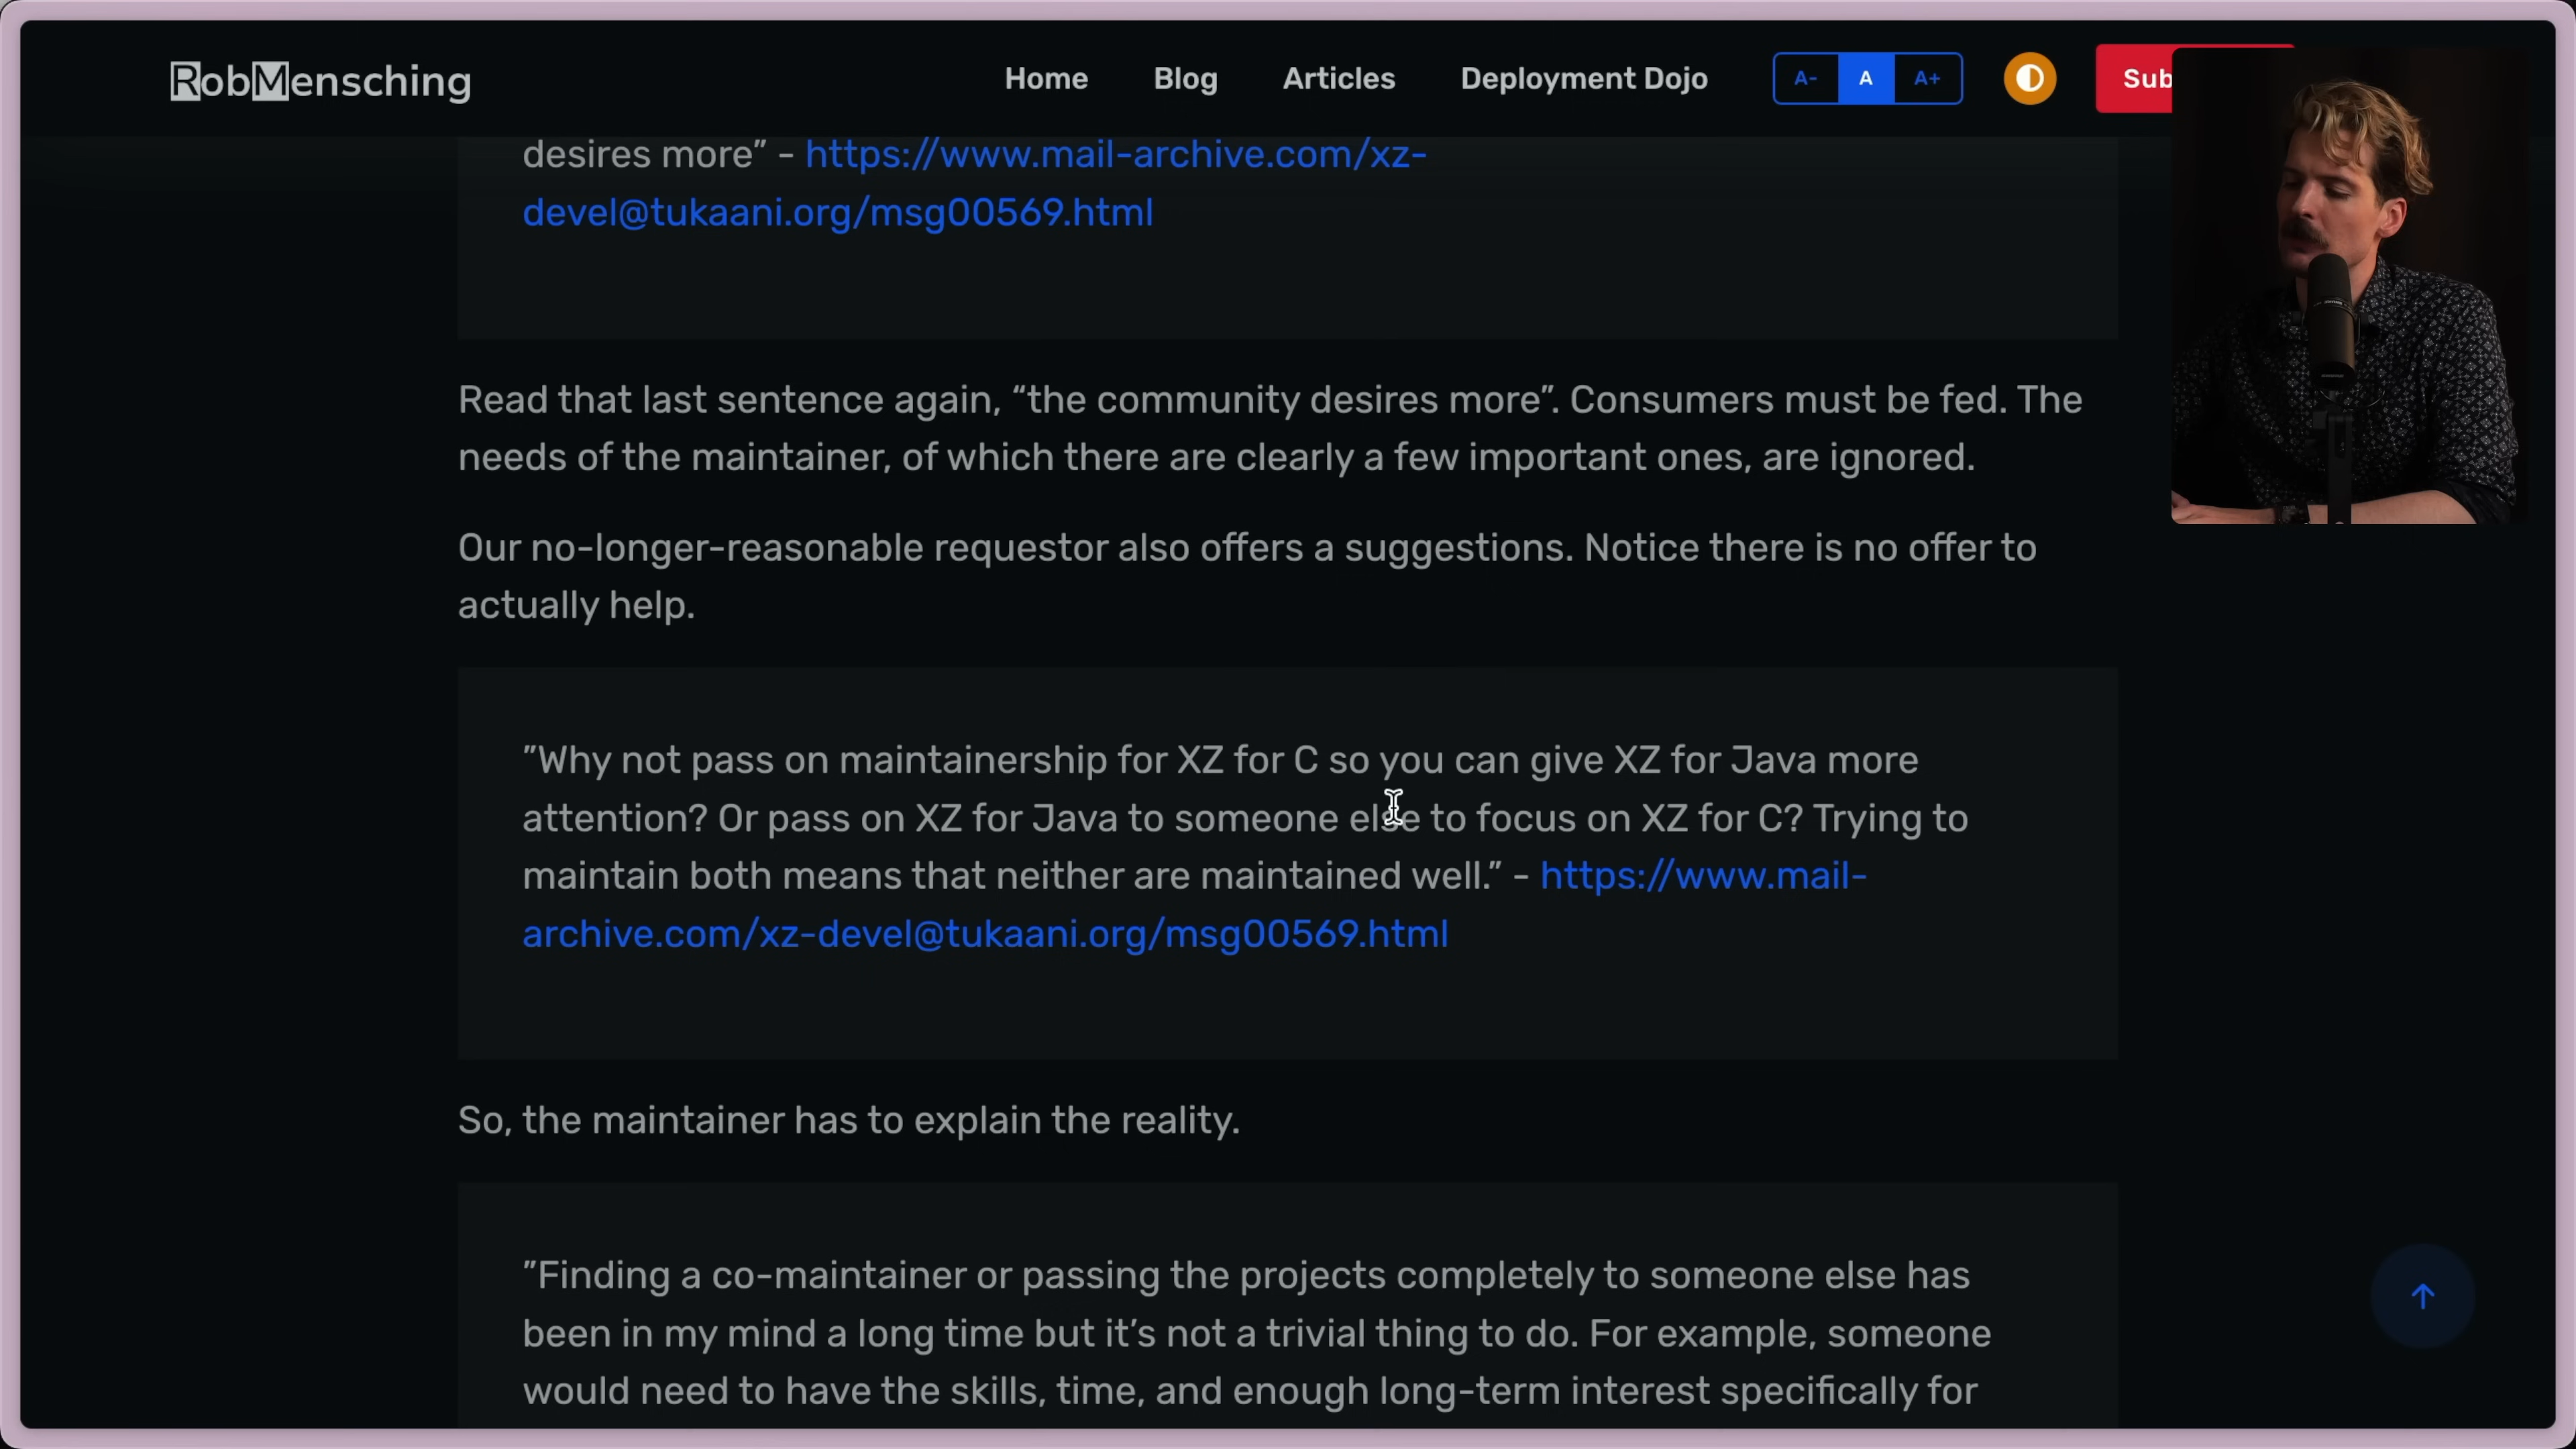 RobMensching
Home Blog Articles Deployment Dojo A- A A+ Sub
desires more” - https://www.mail-archive.com/xz-
devel@tukaani.org/msg00569.html
Read that last sentence again, “the community desires more”. Consumers must be fed. The
needs of the maintainer, of which there are clearly a few important ones, are ignored.
Our no-longer-reasonable requestor also offers a suggestions. Notice there is no offer to
actually help.
”Why not pass on maintainership for XZ for C so you can give XZ for Java more
attention? Or pass on XZ for Java to someone else to focus on XZ for C? Trying to
maintain both means that neither are maintained well.” - https://www.mail-
archive.com/xz-devel@tukaani.org/msg00569.html
So, the maintainer has to explain the reality.
”Finding a co-maintainer or passing the projects completely to someone else has
been in my mind a long time but it’s not a trivial thing to do. For example, someone
would need to have the skills, time, and enough long-term interest specifically for